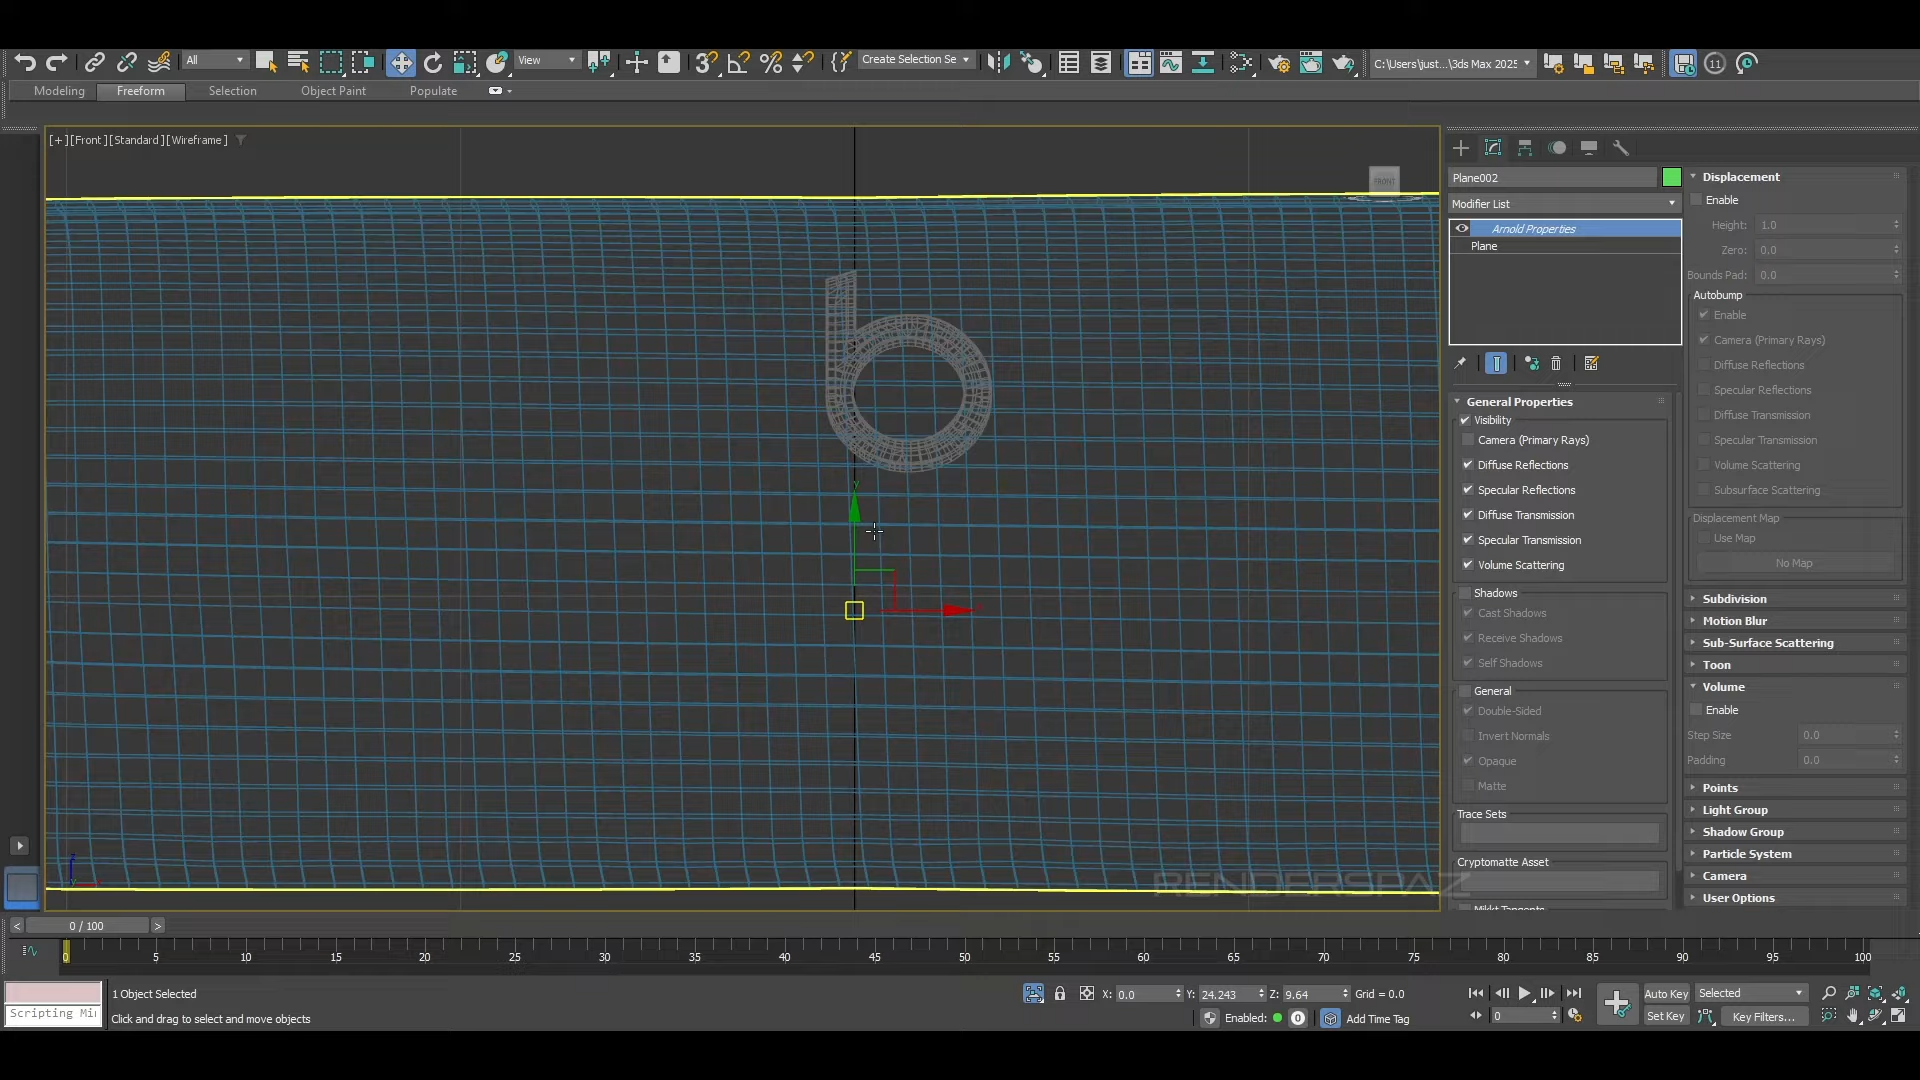 All
View
Create Selection Se
C:\Users\just...\3ds Max 2025
11
Modeling
Freeform
Selection
Object Paint
Populate
[+][Front][Standard][Wireframe]
FRONT
Plane002
Modifier List
Arnold Properties
Plane
General Properties
Visibility
Camera (Primary Rays)
Diffuse Reflections
Specular Reflections
Diffuse Transmission
Specular Transmission
Volume Scattering
Shadows
Cast Shadows
Receive Shadows
Self Shadows
General
Double-Sided
Invert Normals
Opaque
Matte
Trace Sets
Cryptomatte Asset
Mikkt Tangents
Displacement
Enable
Height: 1.0
Zero: 0.0
Bounds Pad: 0.0
Autobump
Enable
Camera (Primary Rays)
Diffuse Reflections
Specular Reflections
Diffuse Transmission
Specular Transmission
Volume Scattering
Subsurface Scattering
Displacement Map
Use Map
No Map
Subdivision
Motion Blur
Sub-Surface Scattering
Toon
Volume
Enable
Step Size 0.0
Padding 0.0
Points
Light Group
Shadow Group
Particle System
Camera
User Options
y
z
RENDERSPAZ
< 0 / 100 >
0 5 10 15 20 25 30 35 40 45 50 55 60 65 70 75 80 85 90 95 100
1 Object Selected
X: 0.0 Y: 24.243 Z: 9.64 Grid = 0.0
Auto Key
Selected
Scripting Mi
Click and drag to select and move objects
Enabled: 0
Add Time Tag
0
Set Key
Key Filters...